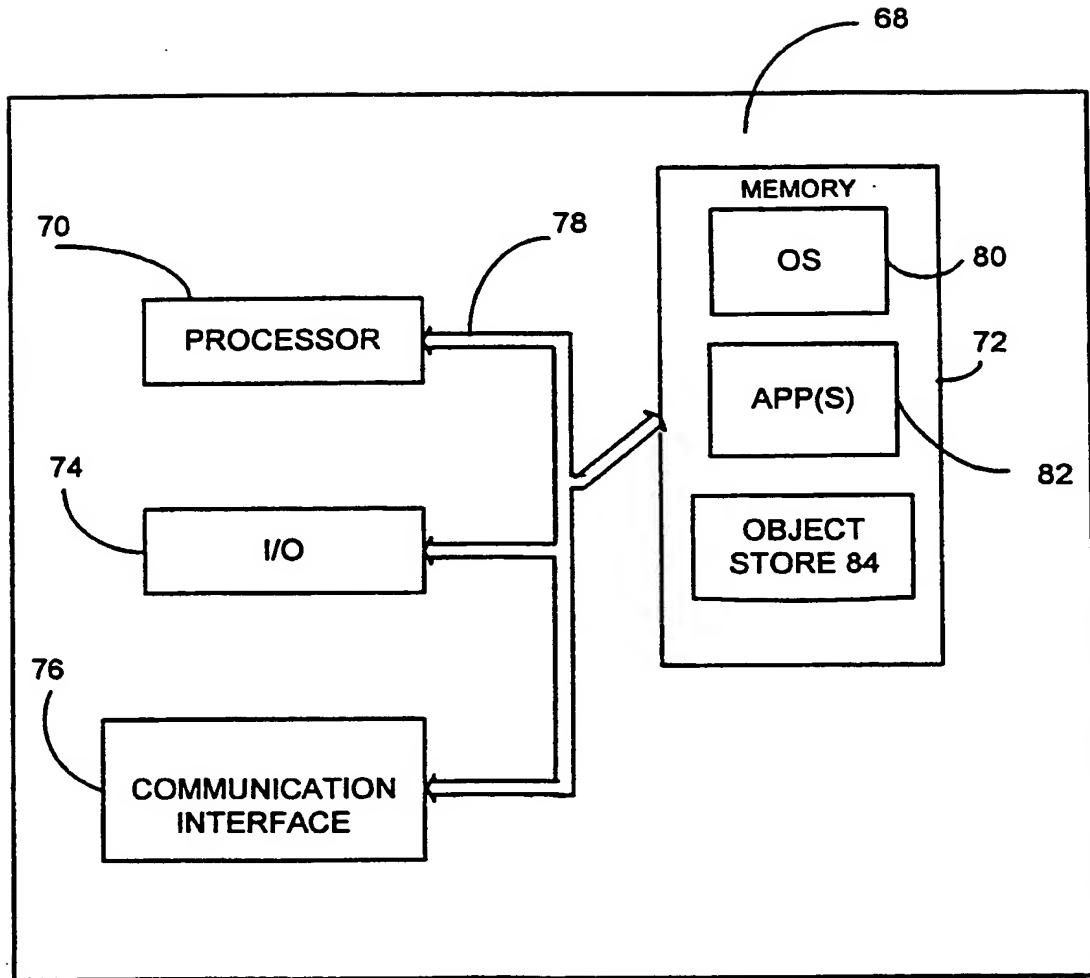 68
MEMORY
70
78
OS
80
PROCESSOR
72
APP(S)
74
82
I/O
OBJECT
STORE 84
76
COMMUNICATION
INTERFACE